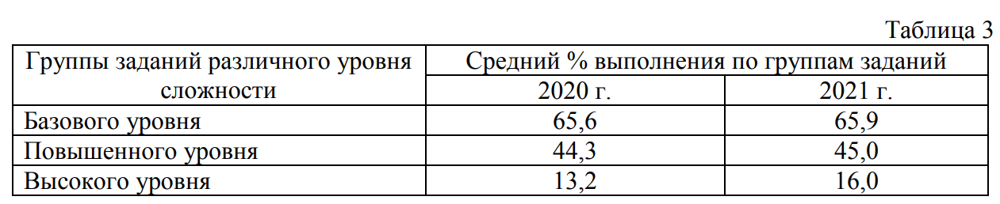 Таблица 3
Группы заданий различного уровня сложности
Средний % выполнения по группам заданий
2020 г. 2021 г.
Базового уровня 65,6 65,9
Повышенного уровня 44,3 45,0
Высокого уровня 13,2 16,0